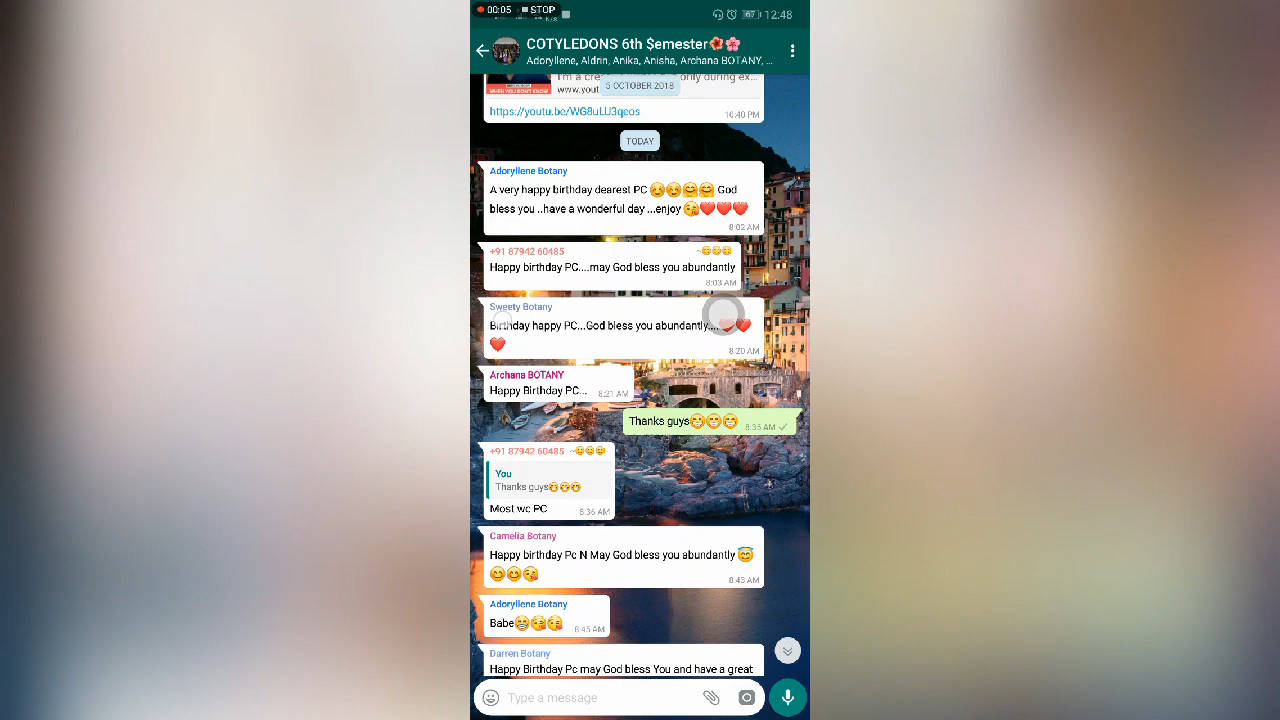 00:05 STOP
67 12:48
COTYLEDONS 6th $emester🌺🌸
Adoryllene, Aldrin, Anika, Anisha, Archana BOTANY, ...
5 OCTOBER 2018
www.yout
https://youtu.be/WG8uLU3qeos
10:40 PM
TODAY
Adoryllene Botany
A very happy birthday dearest PC ☺️☺️🤗🤗 God
bless you ..have a wonderful day ...enjoy 😘❤️❤️❤️
8:02 AM
+91 87942 60485 ~😊😊😊
Happy birthday PC....may God bless you abundantly
8:03 AM
Sweety Botany
Birthday happy PC...God bless you abundantly....❤️❤️
❤️
8:20 AM
Archana BOTANY
Happy Birthday PC... 8:21 AM
Thanks guys😁😁😁 8:35 AM ✓
+91 87942 60485 ~😊😊😊
You
Thanks guys😁😁😁
Most wc PC 8:36 AM
Camelia Botany
Happy birthday Pc N May God bless you abundantly 😇
😊😊😘
8:43 AM
Adoryllene Botany
Babe😁😘😘 8:45 AM
Darren Botany
Happy Birthday Pc may God bless You and have a great
Type a message